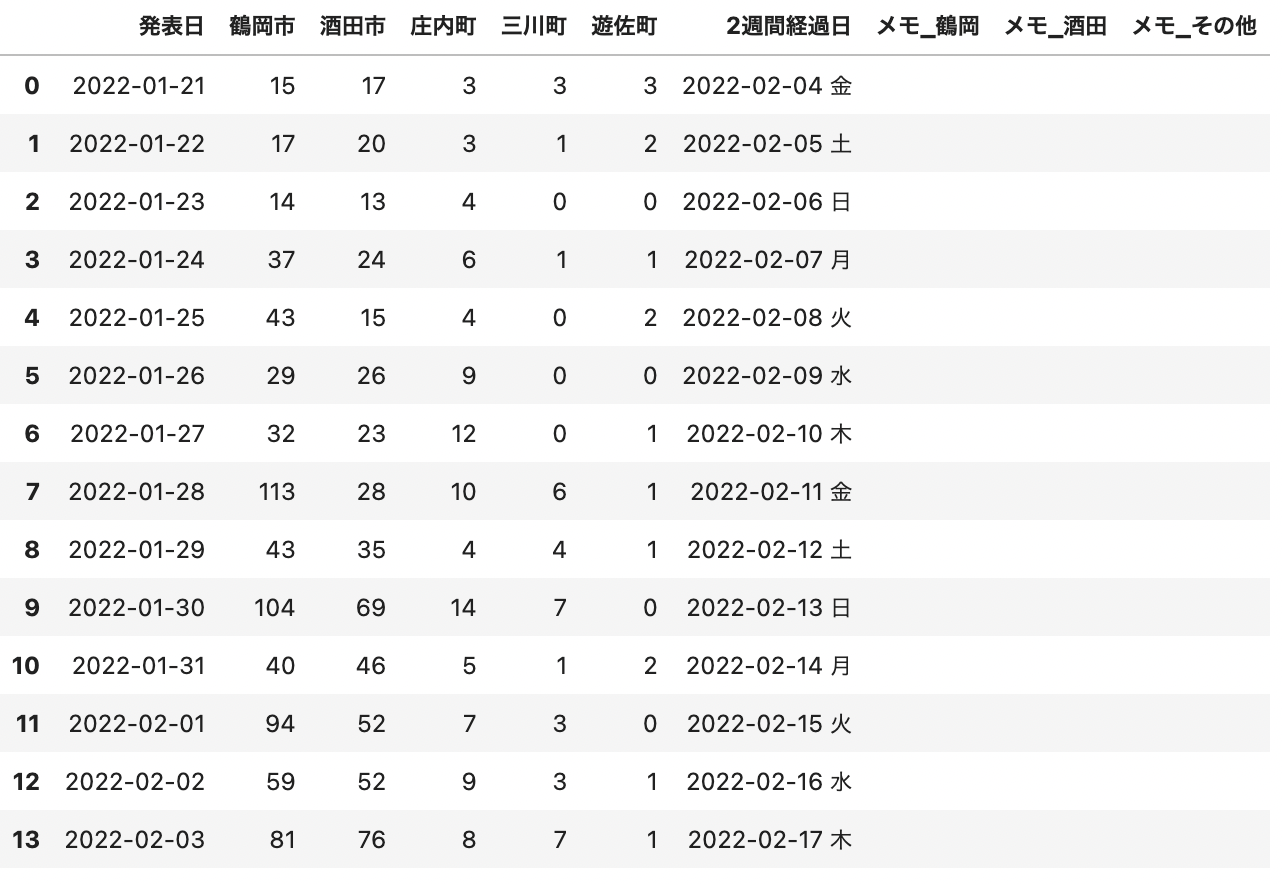 発表日 鶴岡市 酒田市 庄内町 三川町 遊佐町 2週間経過日 メモ_鶴岡 メモ_酒田 メモ_その他
0 2022-01-21 15 17 3 3 3 2022-02-04 金
1 2022-01-22 17 20 3 1 2 2022-02-05 土
2 2022-01-23 14 13 4 0 0 2022-02-06 日
3 2022-01-24 37 24 6 1 1 2022-02-07 月
4 2022-01-25 43 15 4 0 2 2022-02-08 火
5 2022-01-26 29 26 9 0 0 2022-02-09 水
6 2022-01-27 32 23 12 0 1 2022-02-10 木
7 2022-01-28 113 28 10 6 1 2022-02-11 金
8 2022-01-29 43 35 4 4 1 2022-02-12 土
9 2022-01-30 104 69 14 7 0 2022-02-13 日
10 2022-01-31 40 46 5 1 2 2022-02-14 月
11 2022-02-01 94 52 7 3 0 2022-02-15 火
12 2022-02-02 59 52 9 3 1 2022-02-16 水
13 2022-02-03 81 76 8 7 1 2022-02-17 木